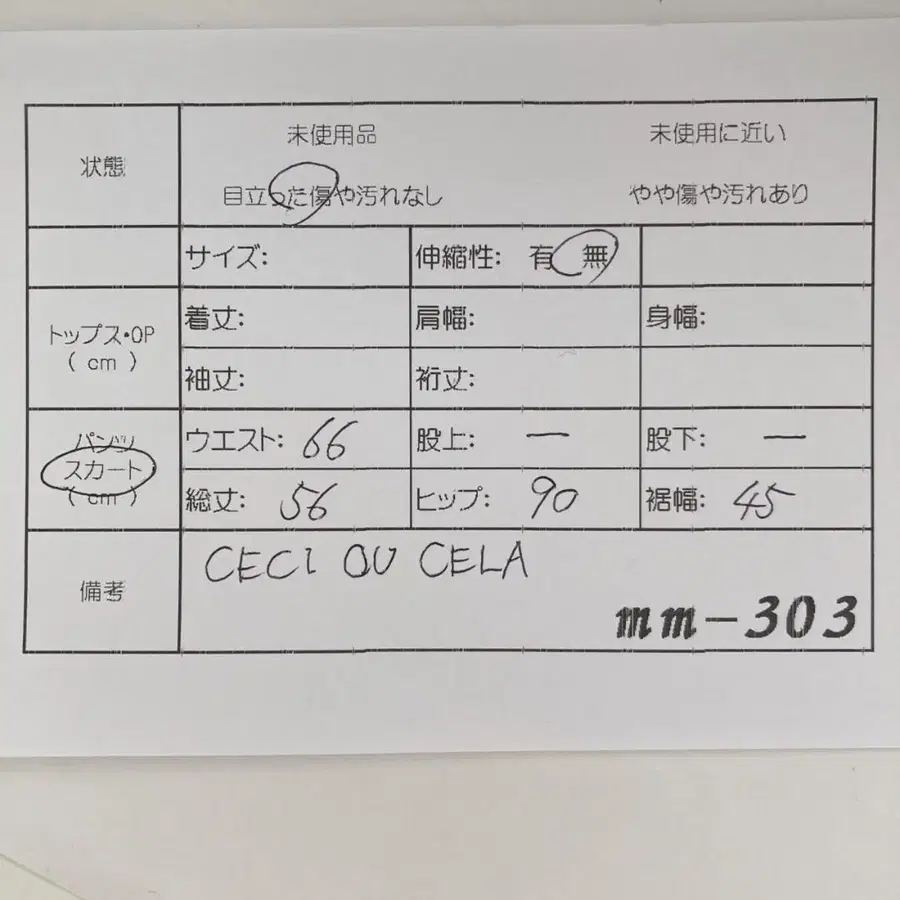 状態
未使用品 未使用に近い
目立った傷や汚れなし やや傷や汚れあり
サイズ: 伸縮性: 有 無
トップス・OP
( cm )
着丈: 肩幅: 身幅:
袖丈: 裄丈:
パンツ
スカート
( cm )
ウエスト: 66 股上: ー 股下: ー
総丈: 56 ヒップ: 90 裾幅: 45
備考
CECI OU CELA
mm-303